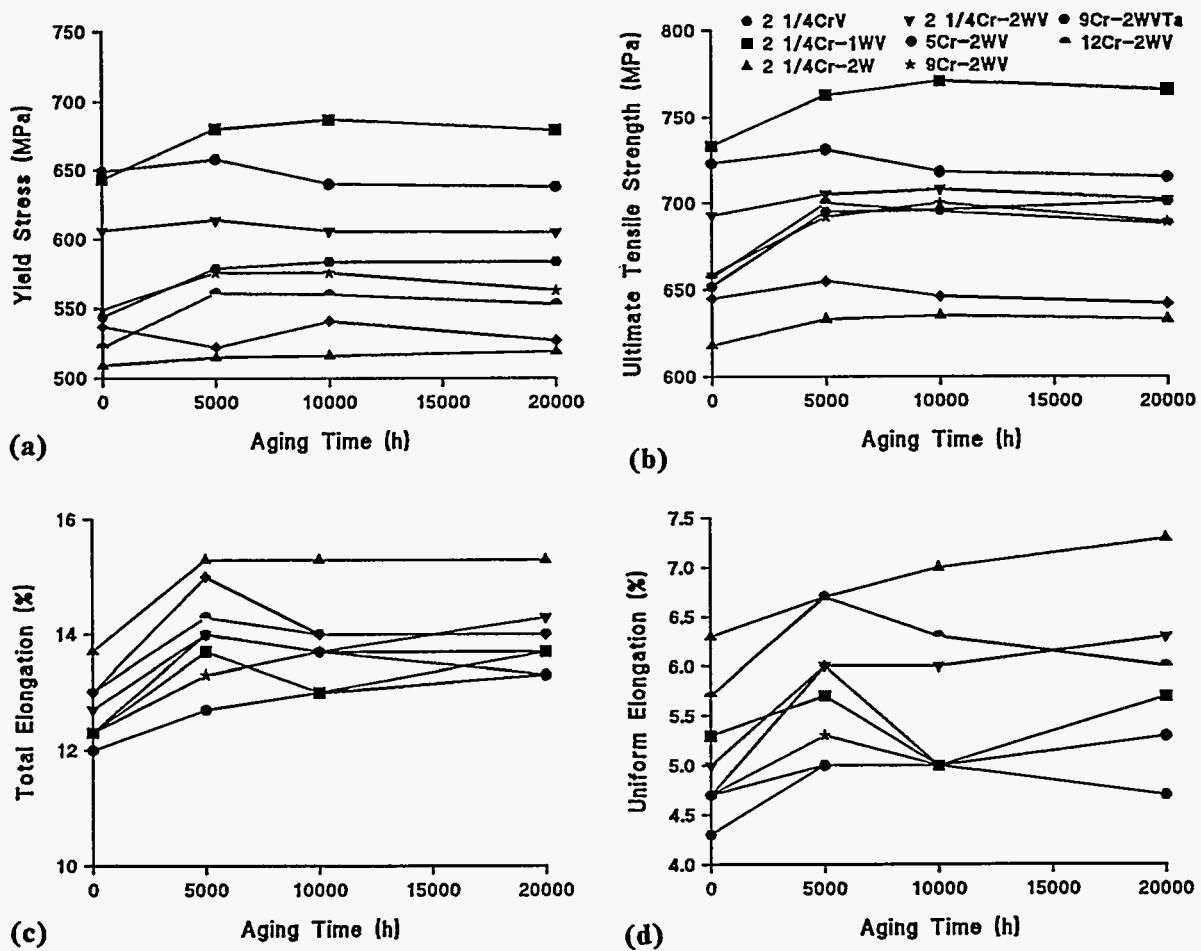 2 1/4CrV 2 1/4Cr-2WV 9Cr-2WVTa
2 1/4Cr-1WV 5Cr-2WV 12Cr-2WV
2 1/4Cr-2W 9Cr-2WV
750
700
650
600
550
500
Yield Stress (MPa)
0 5000 10000 15000 20000
Aging Time (h)
(a)
800
750
700
650
600
Ultimate Tensile Strength (MPa)
0 5000 10000 15000 20000
Aging Time (h)
(b)
16
14
12
10
Total Elongation (%)
0 5000 10000 15000 20000
Aging Time (h)
(c)
7.5
7.0
6.5
6.0
5.5
5.0
4.5
4.0
Uniform Elongation (%)
0 5000 10000 15000 20000
Aging Time (h)
(d)